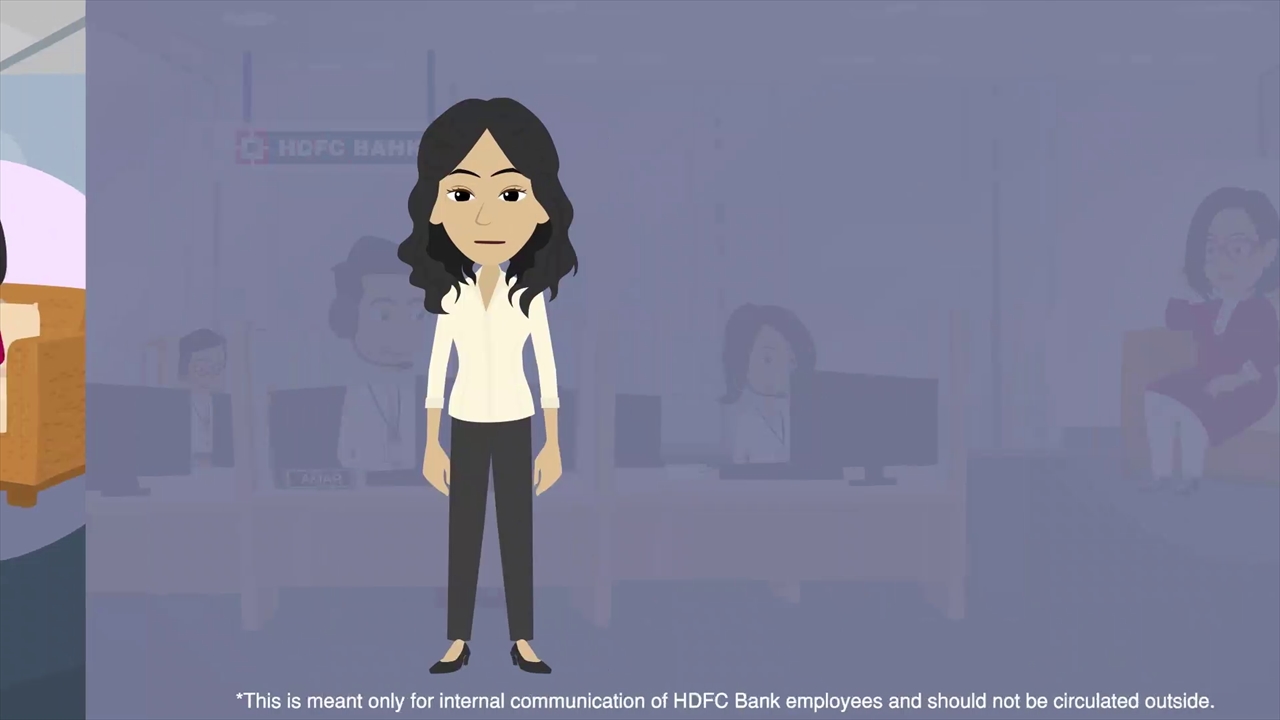 HDFC BANK
AMAR
*This is meant only for internal communication of HDFC Bank employees and should not be circulated outside.